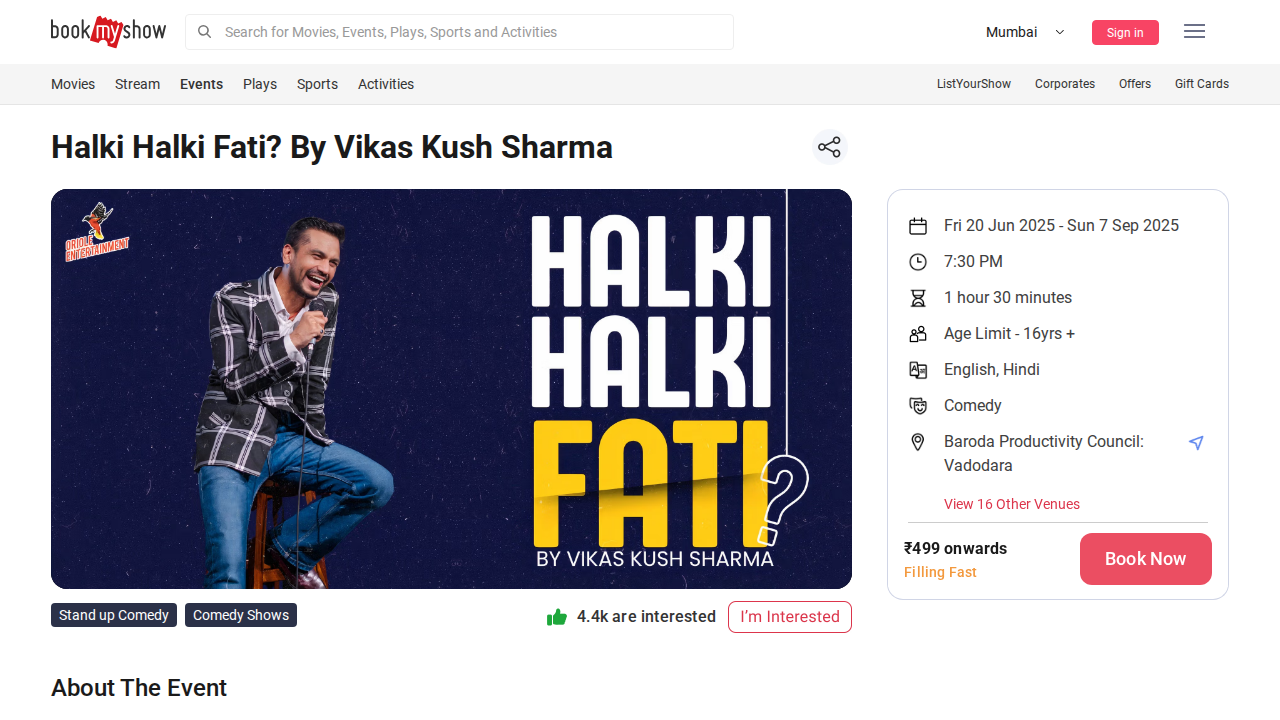 bookmyshow
Search for Movies, Events, Plays, Sports and Activities
Mumbai
Sign in
Movies
Stream
Events
Plays
Sports
Activities
ListYourShow
Corporates
Offers
Gift Cards
Halki Halki Fati? By Vikas Kush Sharma
ORIOLE
ENTERTAINMENT
HALKI
HALKI
FATI?
BY VIKAS KUSH SHARMA
Fri 20 Jun 2025 - Sun 7 Sep 2025
7:30 PM
1 hour 30 minutes
Age Limit - 16yrs +
English, Hindi
Comedy
Baroda Productivity Council:
Vadodara
View 16 Other Venues
₹499 onwards
Filling Fast
Book Now
Stand up Comedy
Comedy Shows
4.4k are interested
I’m Interested
About The Event